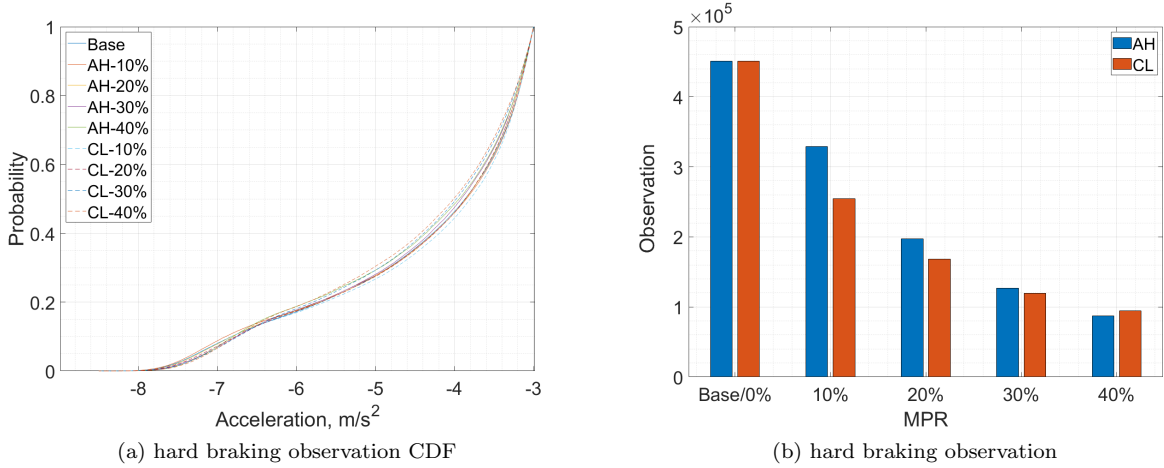 1
0.8
0.6
0.4
0.2
0
Probability
Base
AH-10%
AH-20%
AH-30%
AH-40%
CL-10%
CL-20%
CL-30%
CL-40%
-8 -7 -6 -5 -4 -3
Acceleration, m/s²
(a) hard braking observation CDF
×10⁵
5
4
3
2
1
0
Observation
AH
CL
Base/0% 10% 20% 30% 40%
MPR
(b) hard braking observation